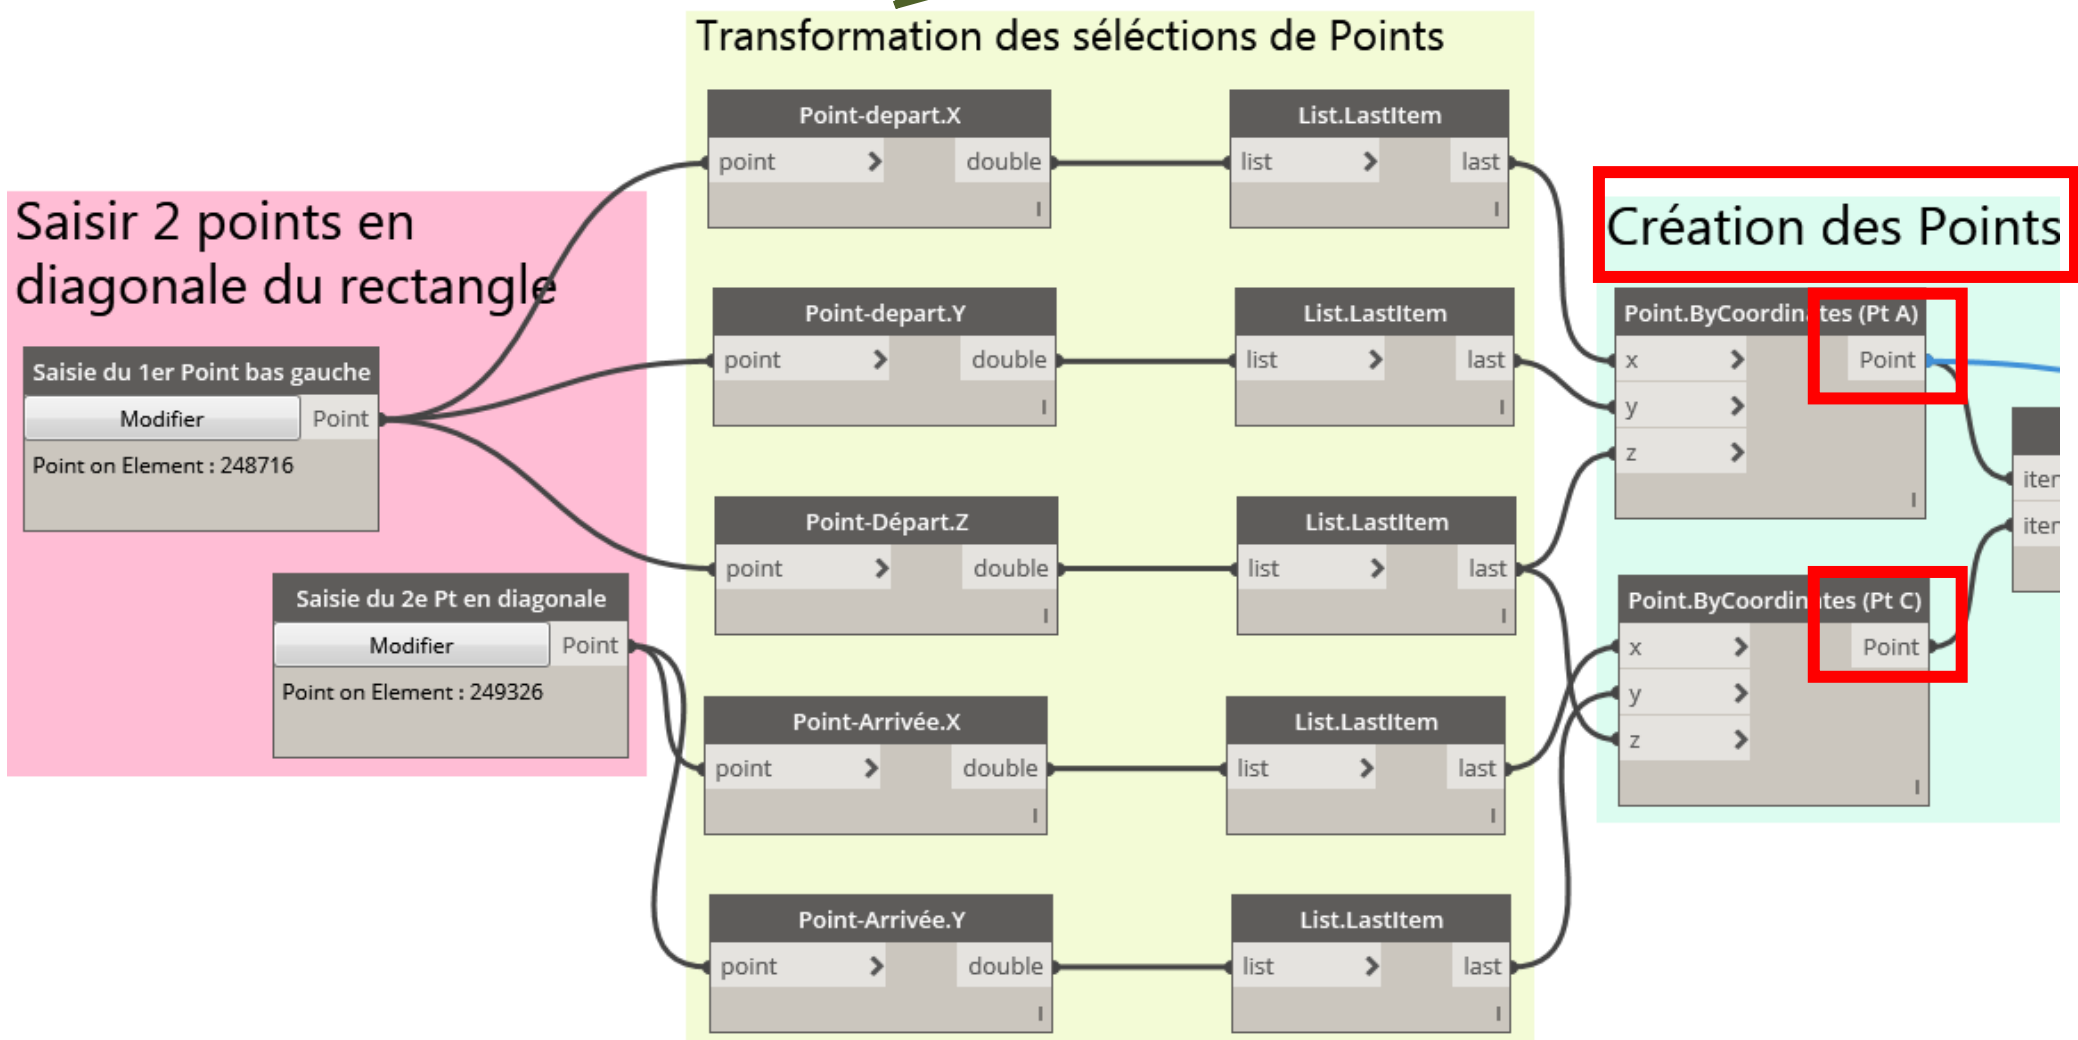 Transformation des séléctions de Points
Point-depart.X
point
double
List.LastItem
list
last
Saisir 2 points en
diagonale du rectangle
Création des Points
Point-depart.Y
point
double
List.LastItem
list
last
Point.ByCoordinates (Pt A)
x
Point
y
z
Saisie du 1er Point bas gauche
Modifier
Point
Point on Element : 248716
Point-Départ.Z
point
double
List.LastItem
list
last
Saisie du 2e Pt en diagonale
Modifier
Point
Point on Element : 249326
Point.ByCoordinates (Pt C)
x
Point
y
z
Point-Arrivée.X
point
double
List.LastItem
list
last
Point-Arrivée.Y
point
double
List.LastItem
list
last